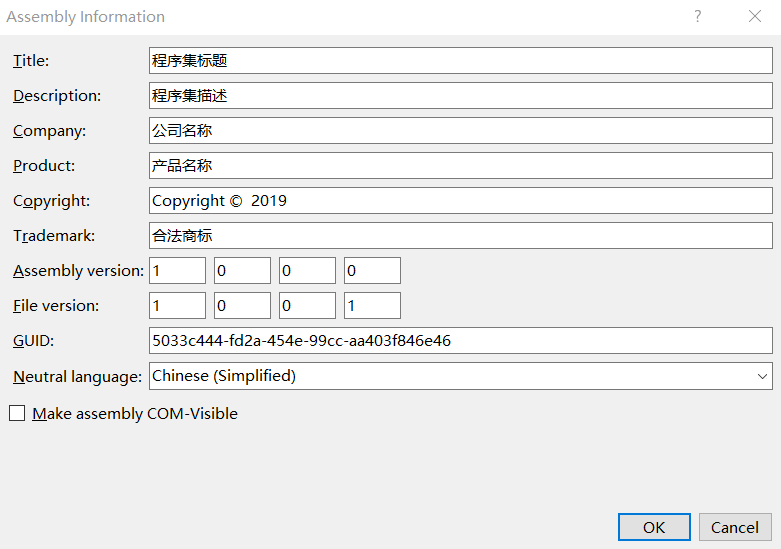 Assembly Information ?
Title: 程序集标题
Description: 程序集描述
Company: 公司名称
Product: 产品名称
Copyright: Copyright ©  2019
Trademark: 合法商标
Assembly version: 1 0 0 0
File version: 1 0 0 1
GUID: 5033c444-fd2a-454e-99cc-aa403f846e46
Neutral language: Chinese (Simplified)
Make assembly COM-Visible
OK Cancel